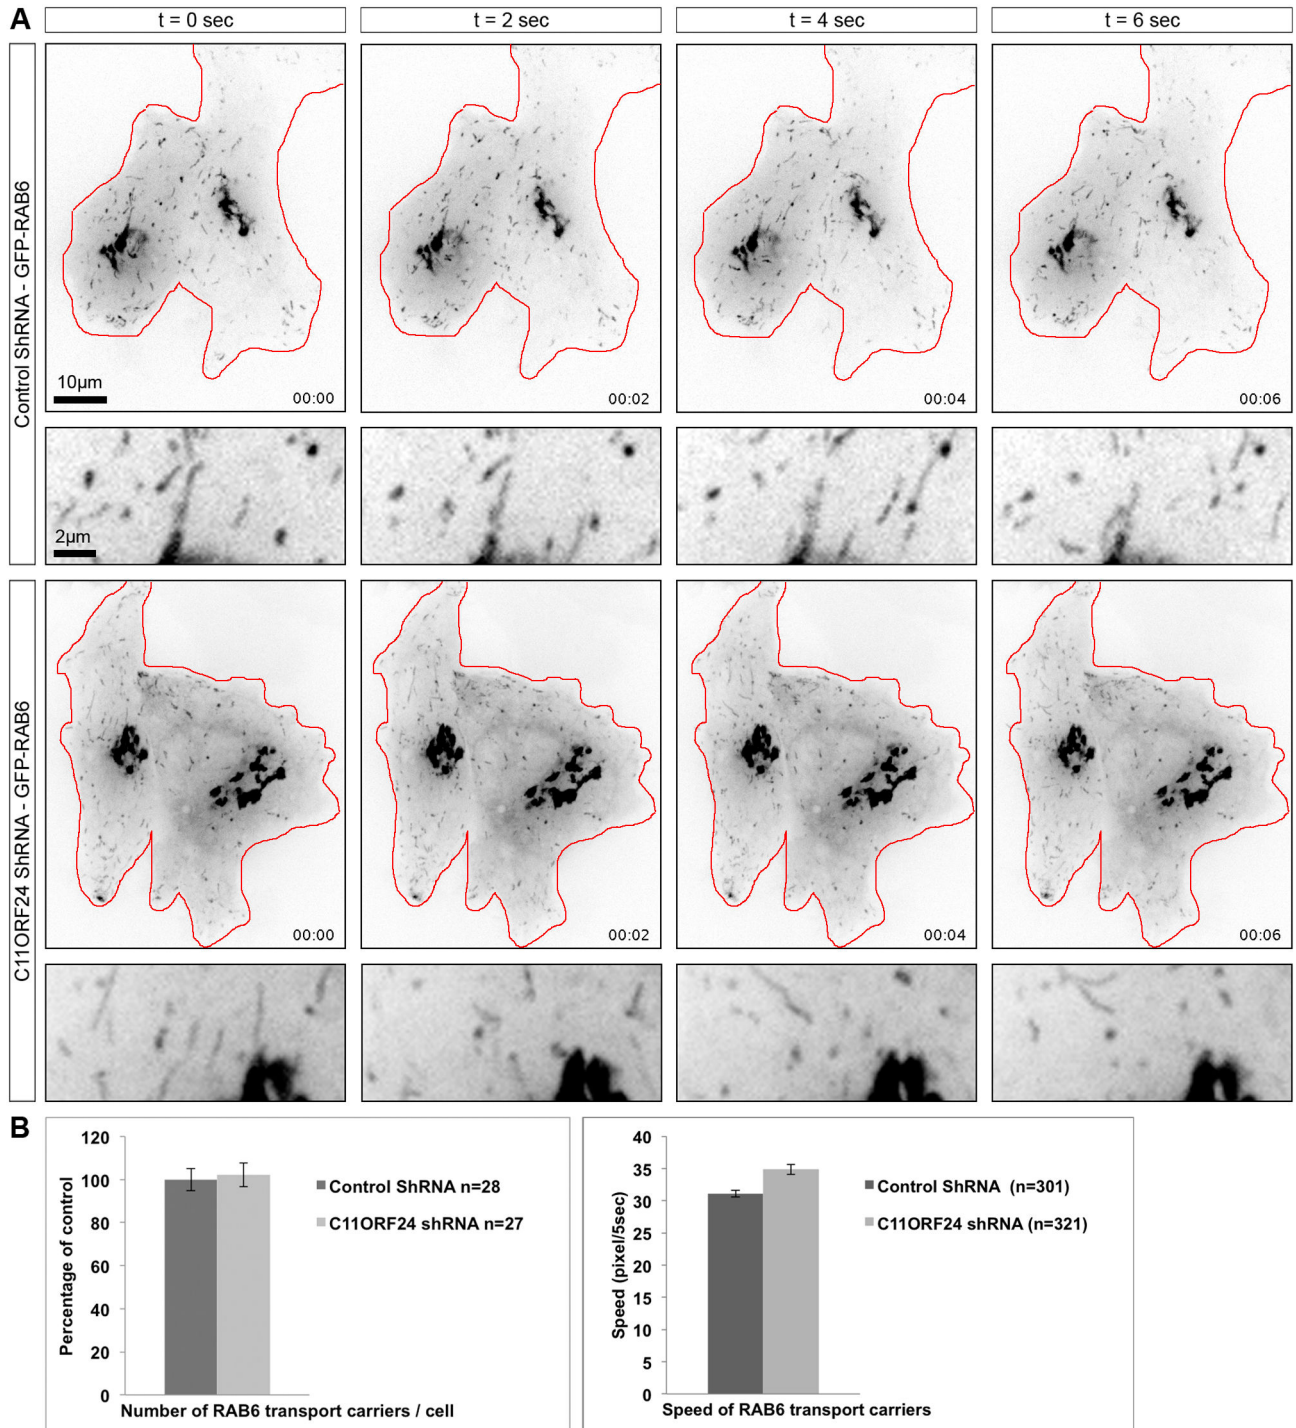 A
t = 0 sec
t = 2 sec
t = 4 sec
t = 6 sec
Control ShRNA - GFP-RAB6
10µm
00:00
00:02
00:04
00:06
2µm
C11ORF24 ShRNA - GFP-RAB6
00:00
00:02
00:04
00:06
B
Percentage of control
120
100
80
60
40
20
0
Control ShRNA n=28
C11ORF24 shRNA n=27
Number of RAB6 transport carriers / cell
Speed (pixel/5sec)
40
35
30
25
20
15
10
5
0
Control ShRNA (n=301)
C11ORF24 shRNA (n=321)
Speed of RAB6 transport carriers